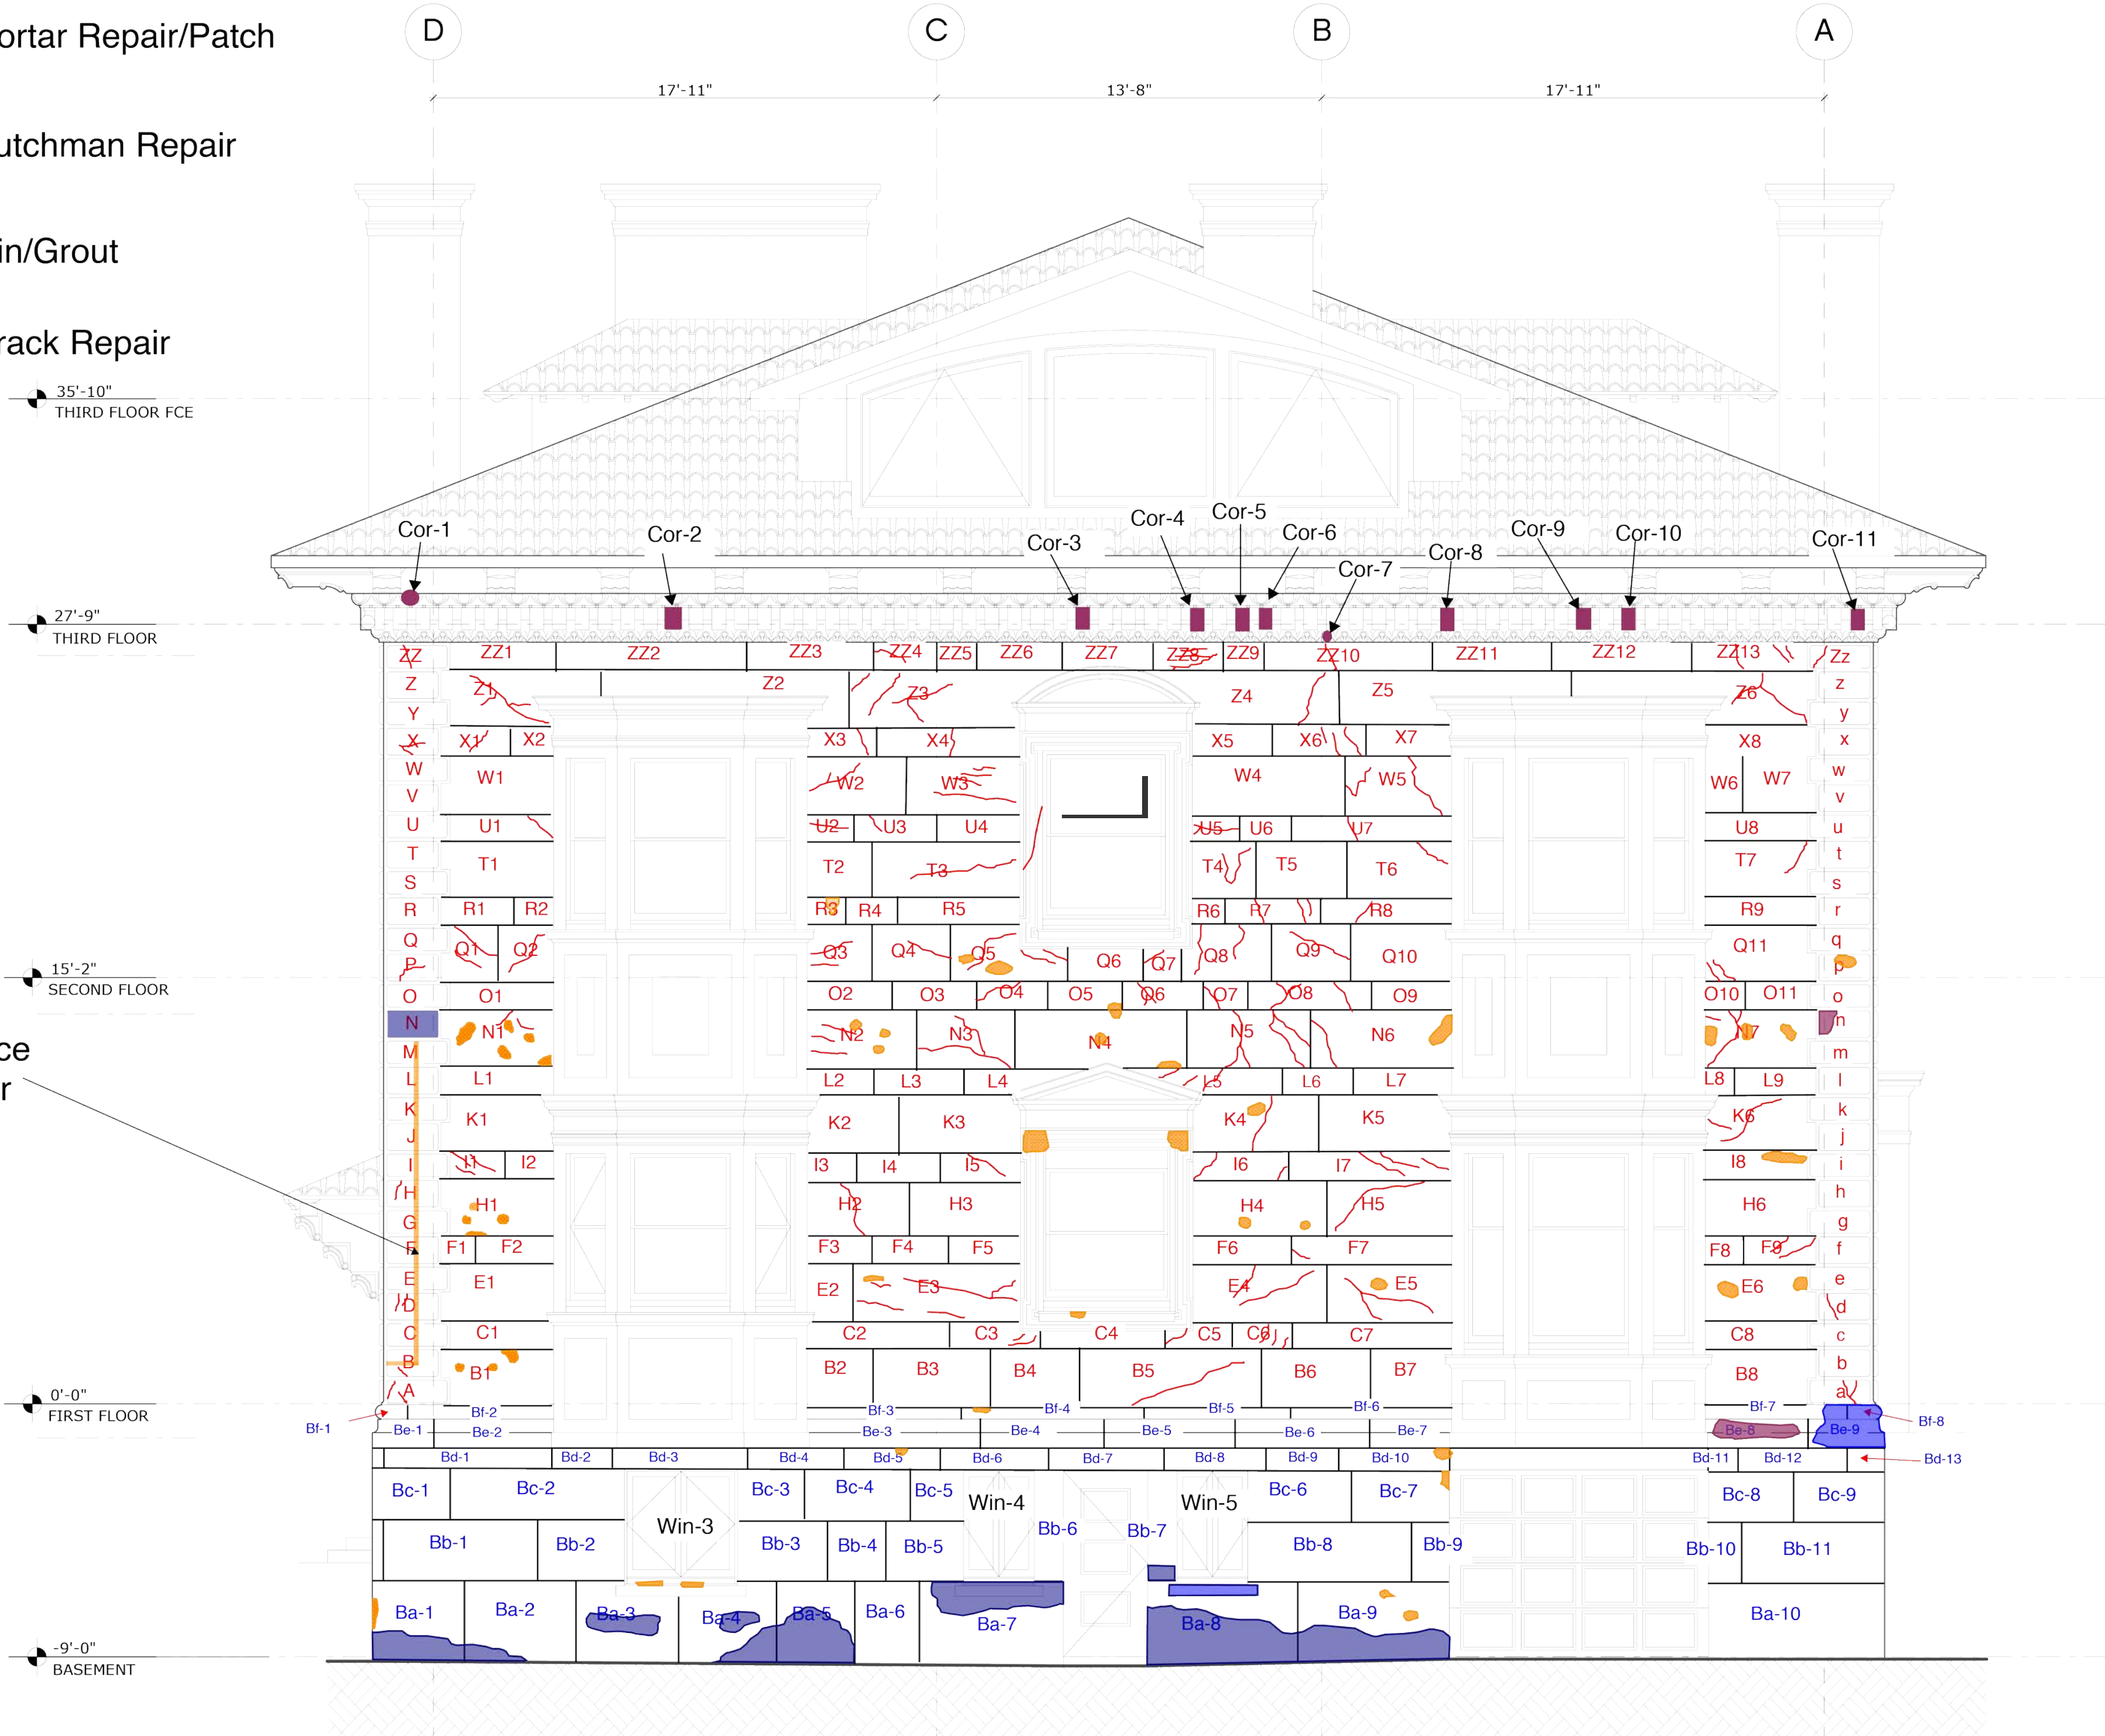 D C B A
ortar Repair/Patch
17'-11" 13'-8" 17'-11"
utchman Repair
in/Grout
rack Repair
35'-10"
THIRD FLOOR FCE
Cor-1 Cor-2 Cor-3 Cor-4 Cor-5 Cor-6 Cor-7 Cor-8 Cor-9 Cor-10 Cor-11
27'-9"
THIRD FLOOR
ZZ ZZ1 ZZ2 ZZ3 ZZ4 ZZ5 ZZ6 ZZ7 ZZ8 ZZ9 ZZ10 ZZ11 ZZ12 ZZ13 Zz
Z Z1 Z2 Z3 Z4 Z5 Z6 z
Y y
X X1 X2 X3 X4 X5 X6 X7 X8 x
W W1 W2 W3 W4 W5 W6 W7 w
V v
U U1 U2 U3 U4 U5 U6 U7 U8 u
T T1 T2 T3 T4 T5 T6 T7 t
S s
R R1 R2 R3 R4 R5 R6 R7 R8 R9 r
Q Q1 Q2 Q3 Q4 Q5 Q6 Q7 Q8 Q9 Q10 Q11 q
P p
15'-2"
SECOND FLOOR
O O1 O2 O3 O4 O5 O6 O7 O8 O9 O10 O11 o
N N1 N2 N3 N4 N5 N6 N7 n
ce
r
M m
L L1 L2 L3 L4 L5 L6 L7 L8 L9 l
K K1 K2 K3 K4 K5 K6 k
J j
I I1 I2 I3 I4 I5 I6 I7 I8 i
H H1 H2 H3 H4 H5 H6 h
G g
F F1 F2 F3 F4 F5 F6 F7 F8 F9 f
E E1 E2 E3 E4 E5 E6 e
D d
C C1 C2 C3 C4 C5 C6 C7 C8 c
B B1 B2 B3 B4 B5 B6 B7 B8 b
A a
0'-0"
FIRST FLOOR
Bf-1 Bf-2 Bf-3 Bf-4 Bf-5 Bf-6 Bf-7 Bf-8
Be-1 Be-2 Be-3 Be-4 Be-5 Be-6 Be-7 Be-8 Be-9
Bd-1 Bd-2 Bd-3 Bd-4 Bd-5 Bd-6 Bd-7 Bd-8 Bd-9 Bd-10 Bd-11 Bd-12 Bd-13
Bc-1 Bc-2 Bc-3 Bc-4 Bc-5 Bc-6 Bc-7 Bc-8 Bc-9
Win-3 Win-4 Win-5
Bb-1 Bb-2 Bb-3 Bb-4 Bb-5 Bb-6 Bb-7 Bb-8 Bb-9 Bb-10 Bb-11
Ba-1 Ba-2 Ba-3 Ba-4 Ba-5 Ba-6 Ba-7 Ba-8 Ba-9 Ba-10
-9'-0"
BASEMENT